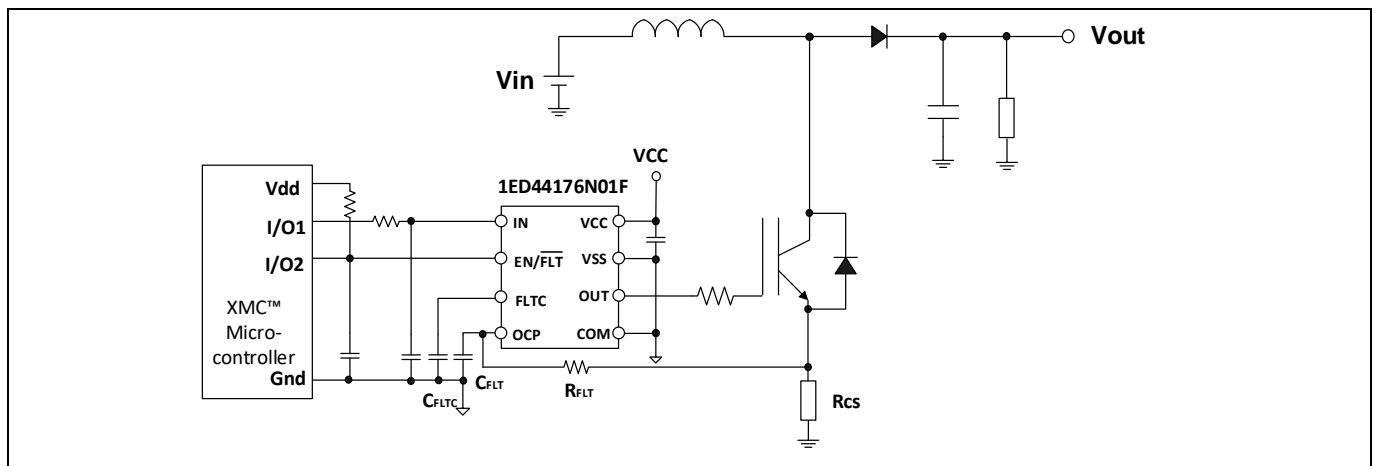 Vout
Vin
VCC
1ED44176N01F
Vdd
I/O1
I/O2
XMC™
Micro-
controller
Gnd
IN
EN/FLT
FLTC
OCP
VCC
VSS
OUT
COM
CFLTC
CFLT
RFLT
Rcs